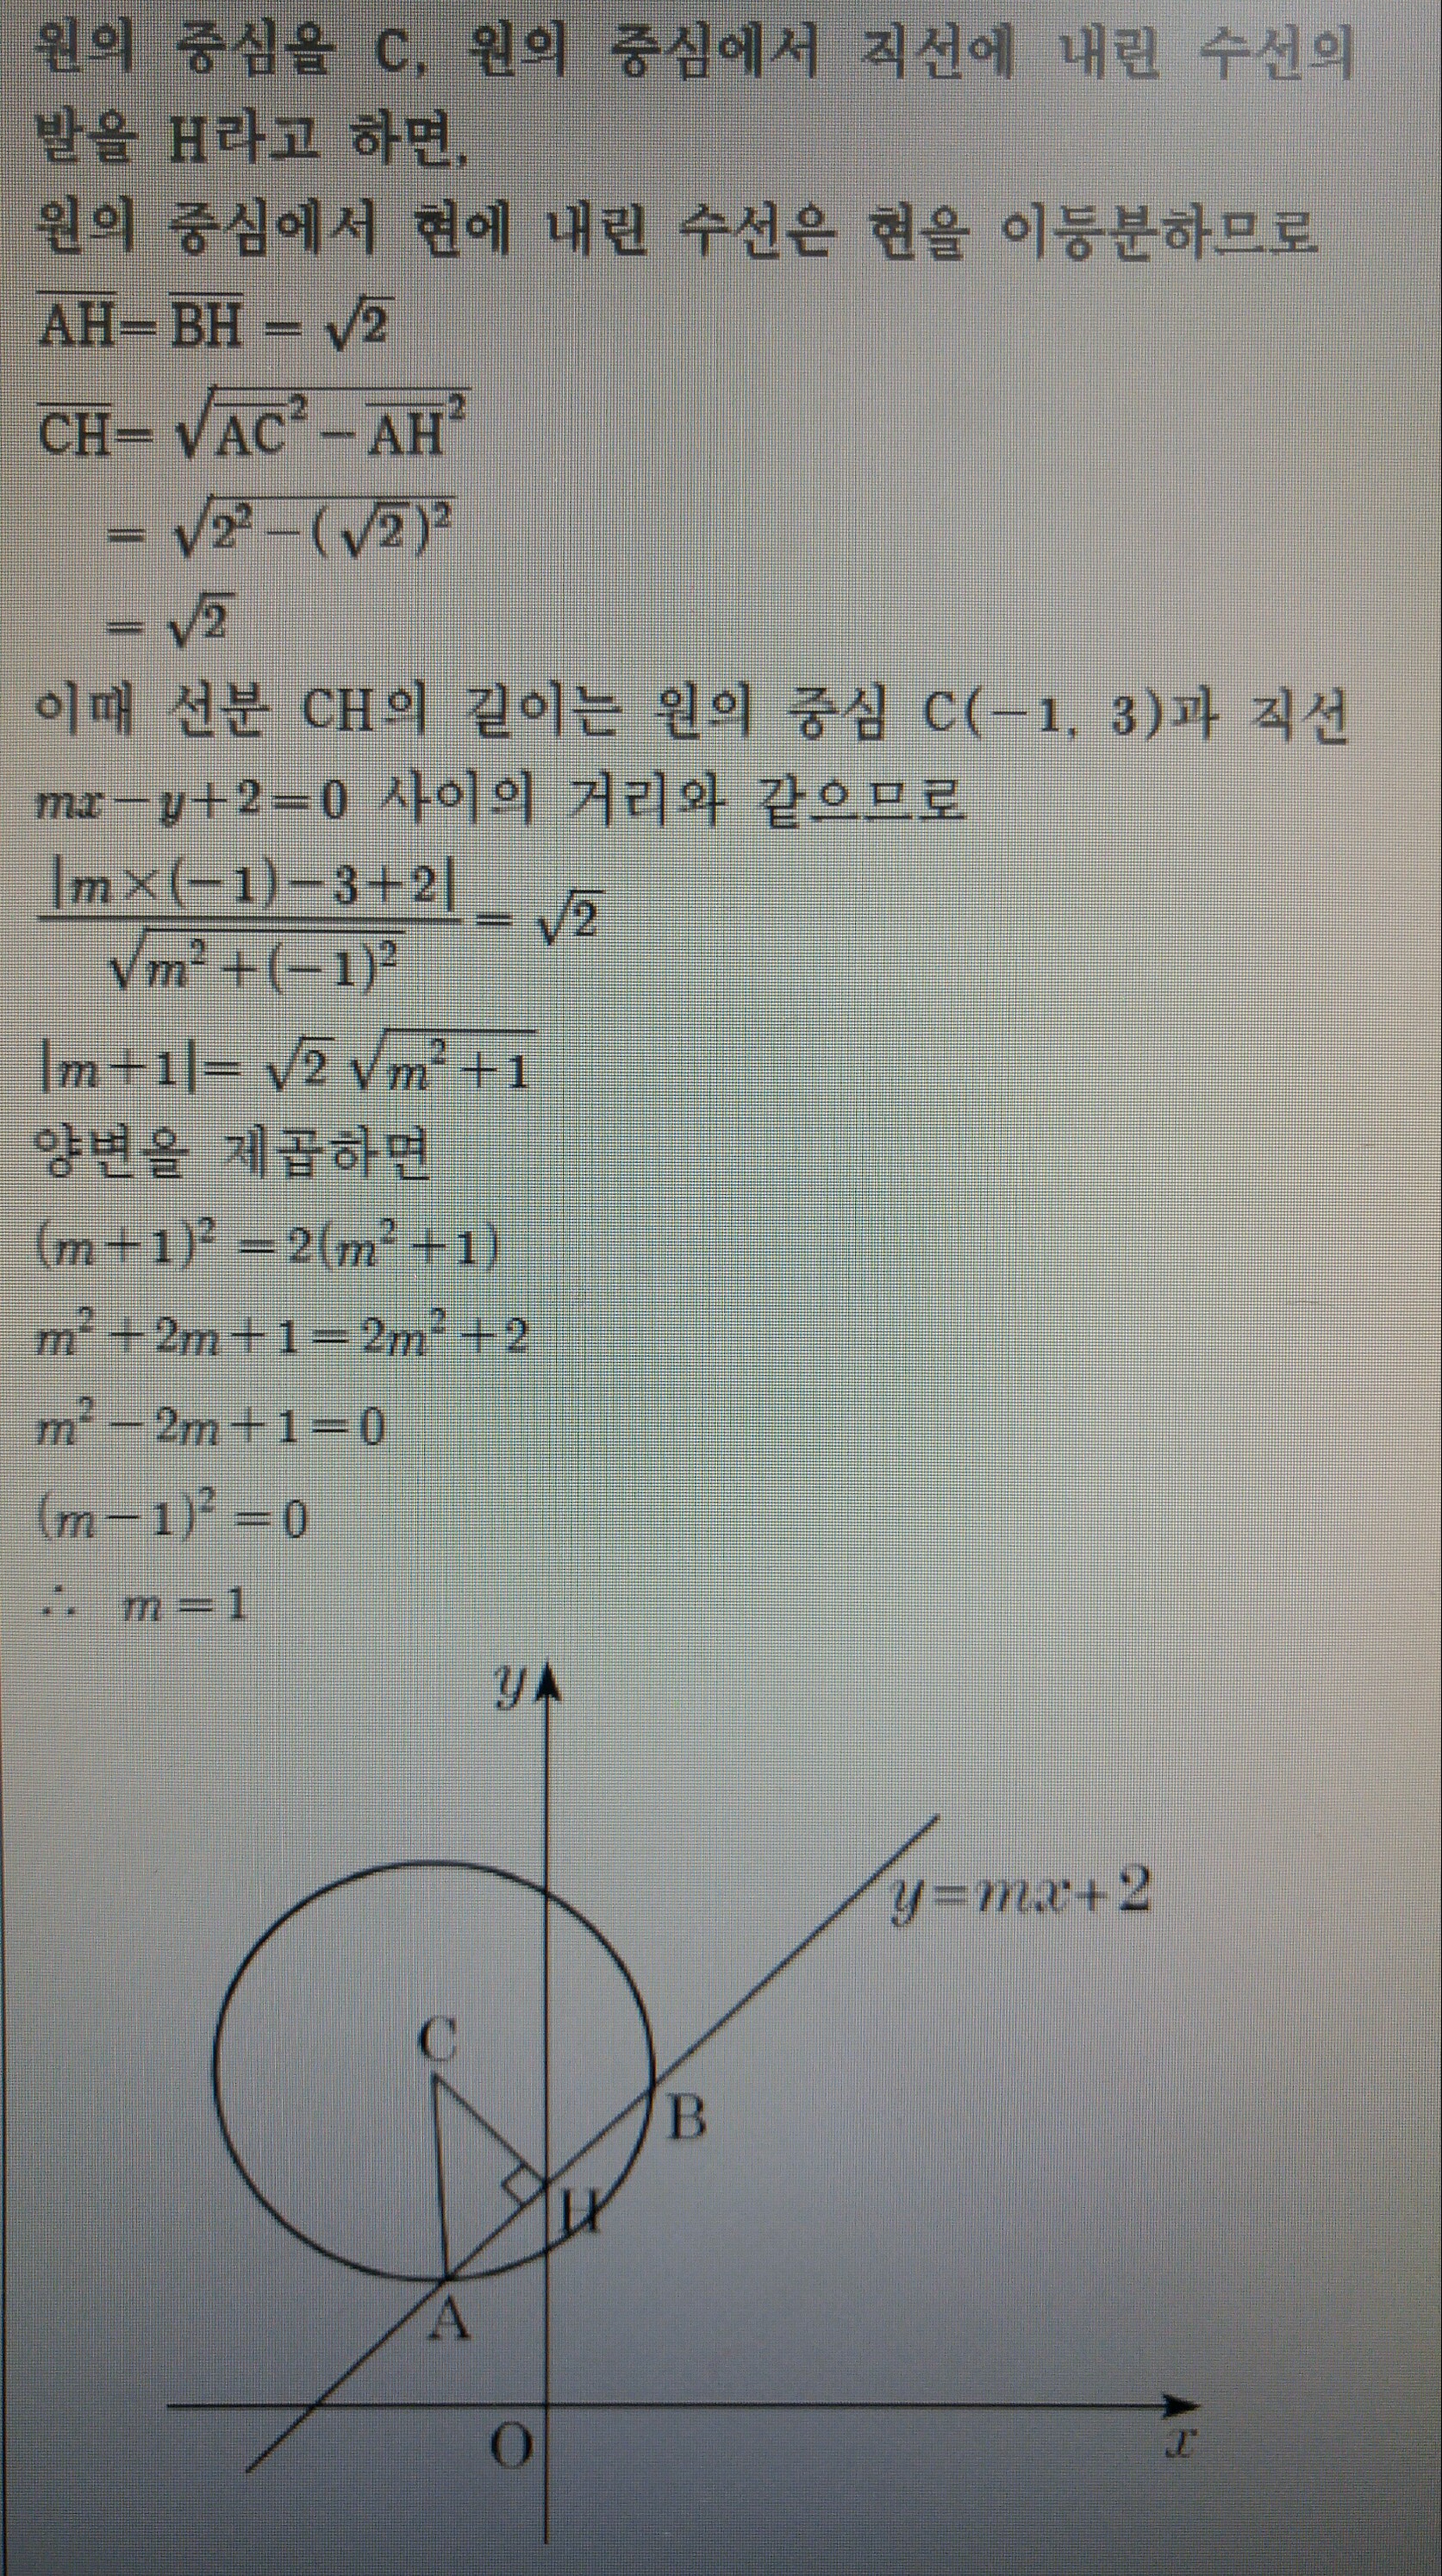 원의 중심을 C, 원의 중심에서 직선에 내린 수선의
발을 H라고 하면,
원의 중심에서 현에 내린 수선은 현을 이등분하므로
$\overline{AH}=\overline{BH}=\sqrt{2}$
$\overline{CH}=\sqrt{\overline{AC}^2-\overline{AH}^2}$
$=\sqrt{2^2-(\sqrt{2})^2}$
$=\sqrt{2}$
이때 선분 CH의 길이는 원의 중심 C(−1, 3)과 직선
$mx-y+2=0$ 사이의 거리와 같으므로
$\frac{|m\times(-1)-3+2|}{\sqrt{m^2+(-1)^2}}=\sqrt{2}$
$|m+1|=\sqrt{2}\sqrt{m^2+1}$
양변을 제곱하면
$(m+1)^2=2(m^2+1)$
$m^2+2m+1=2m^2+2$
$m^2-2m+1=0$
$(m-1)^2=0$
∴ $m=1$
y
y=mx+2
C
B
H
A
O
x